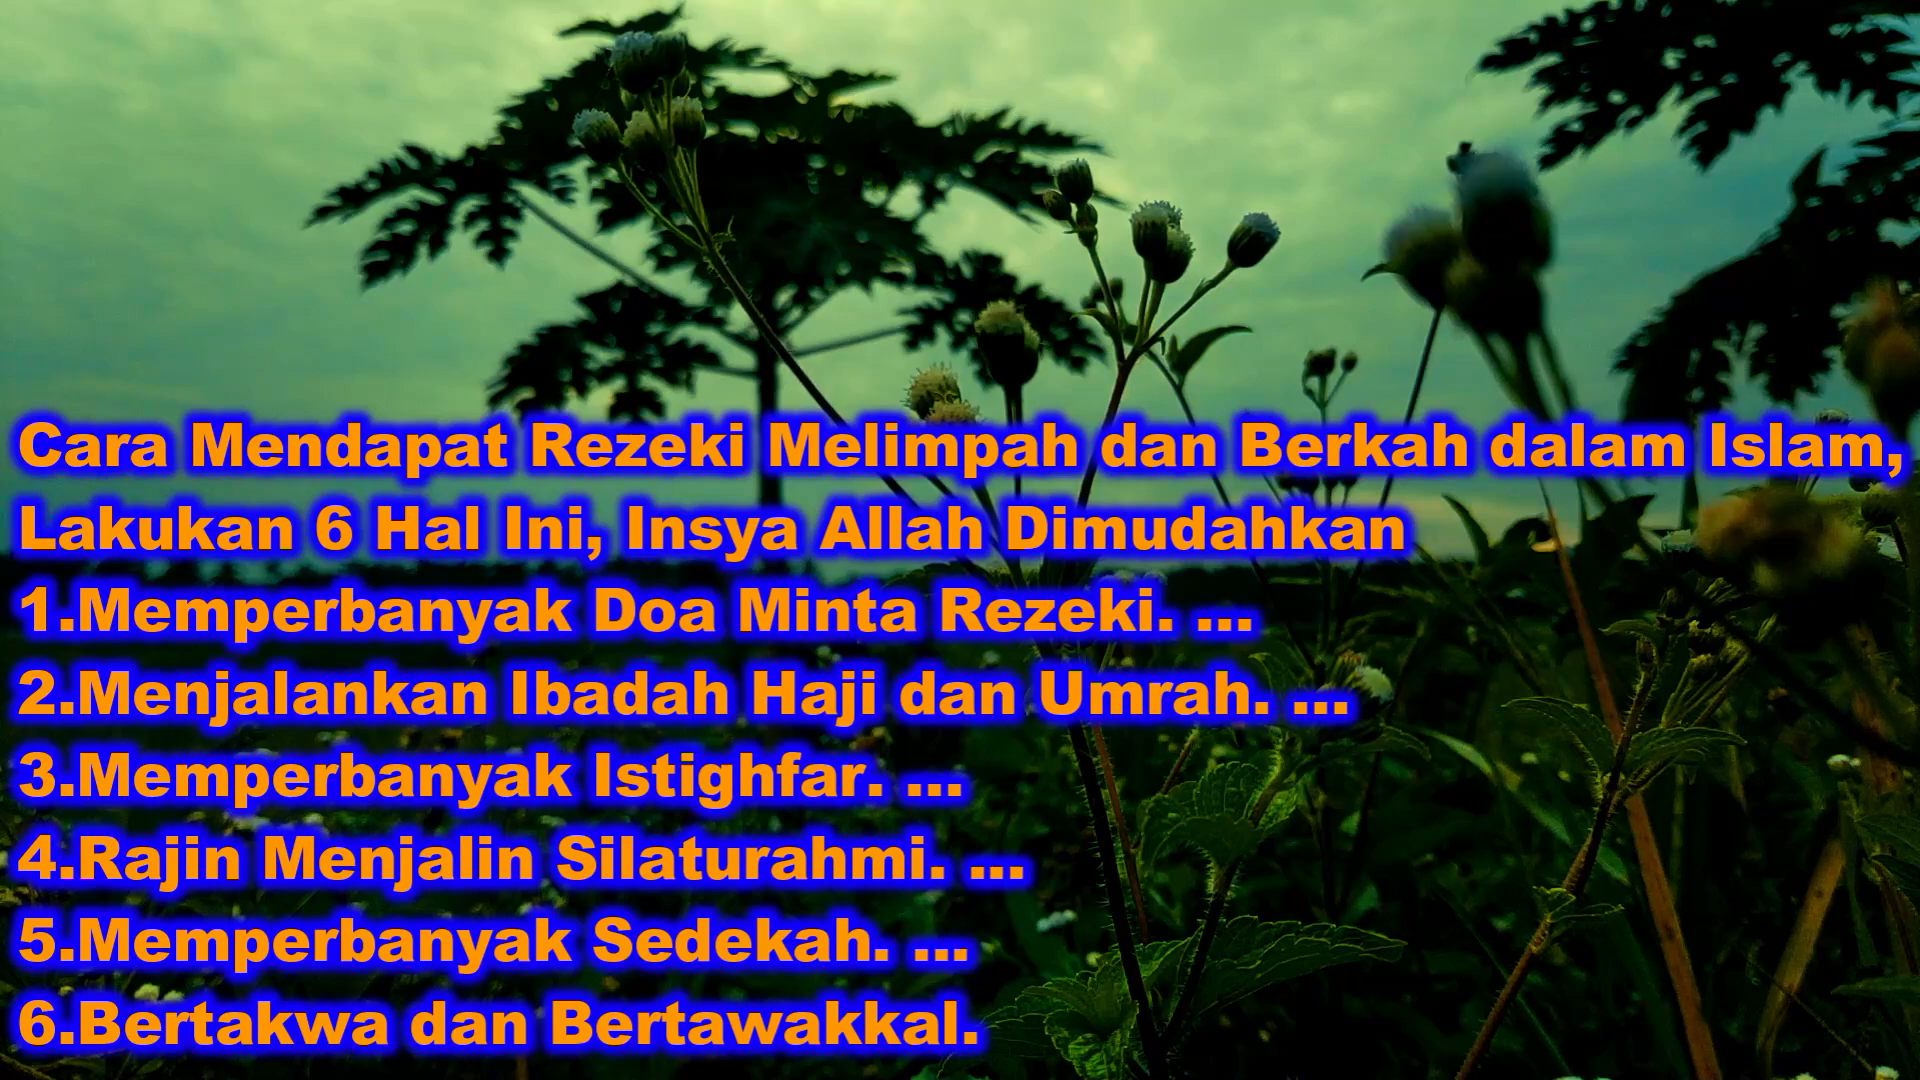 Cara Mendapat Rezeki Melimpah dan Berkah dalam Islam,
Lakukan 6 Hal Ini, Insya Allah Dimudahkan
1.Memperbanyak Doa Minta Rezeki. ...
2.Menjalankan Ibadah Haji dan Umrah. ...
3.Memperbanyak Istighfar. ...
4.Rajin Menjalin Silaturahmi. ...
5.Memperbanyak Sedekah. ...
6.Bertakwa dan Bertawakkal.